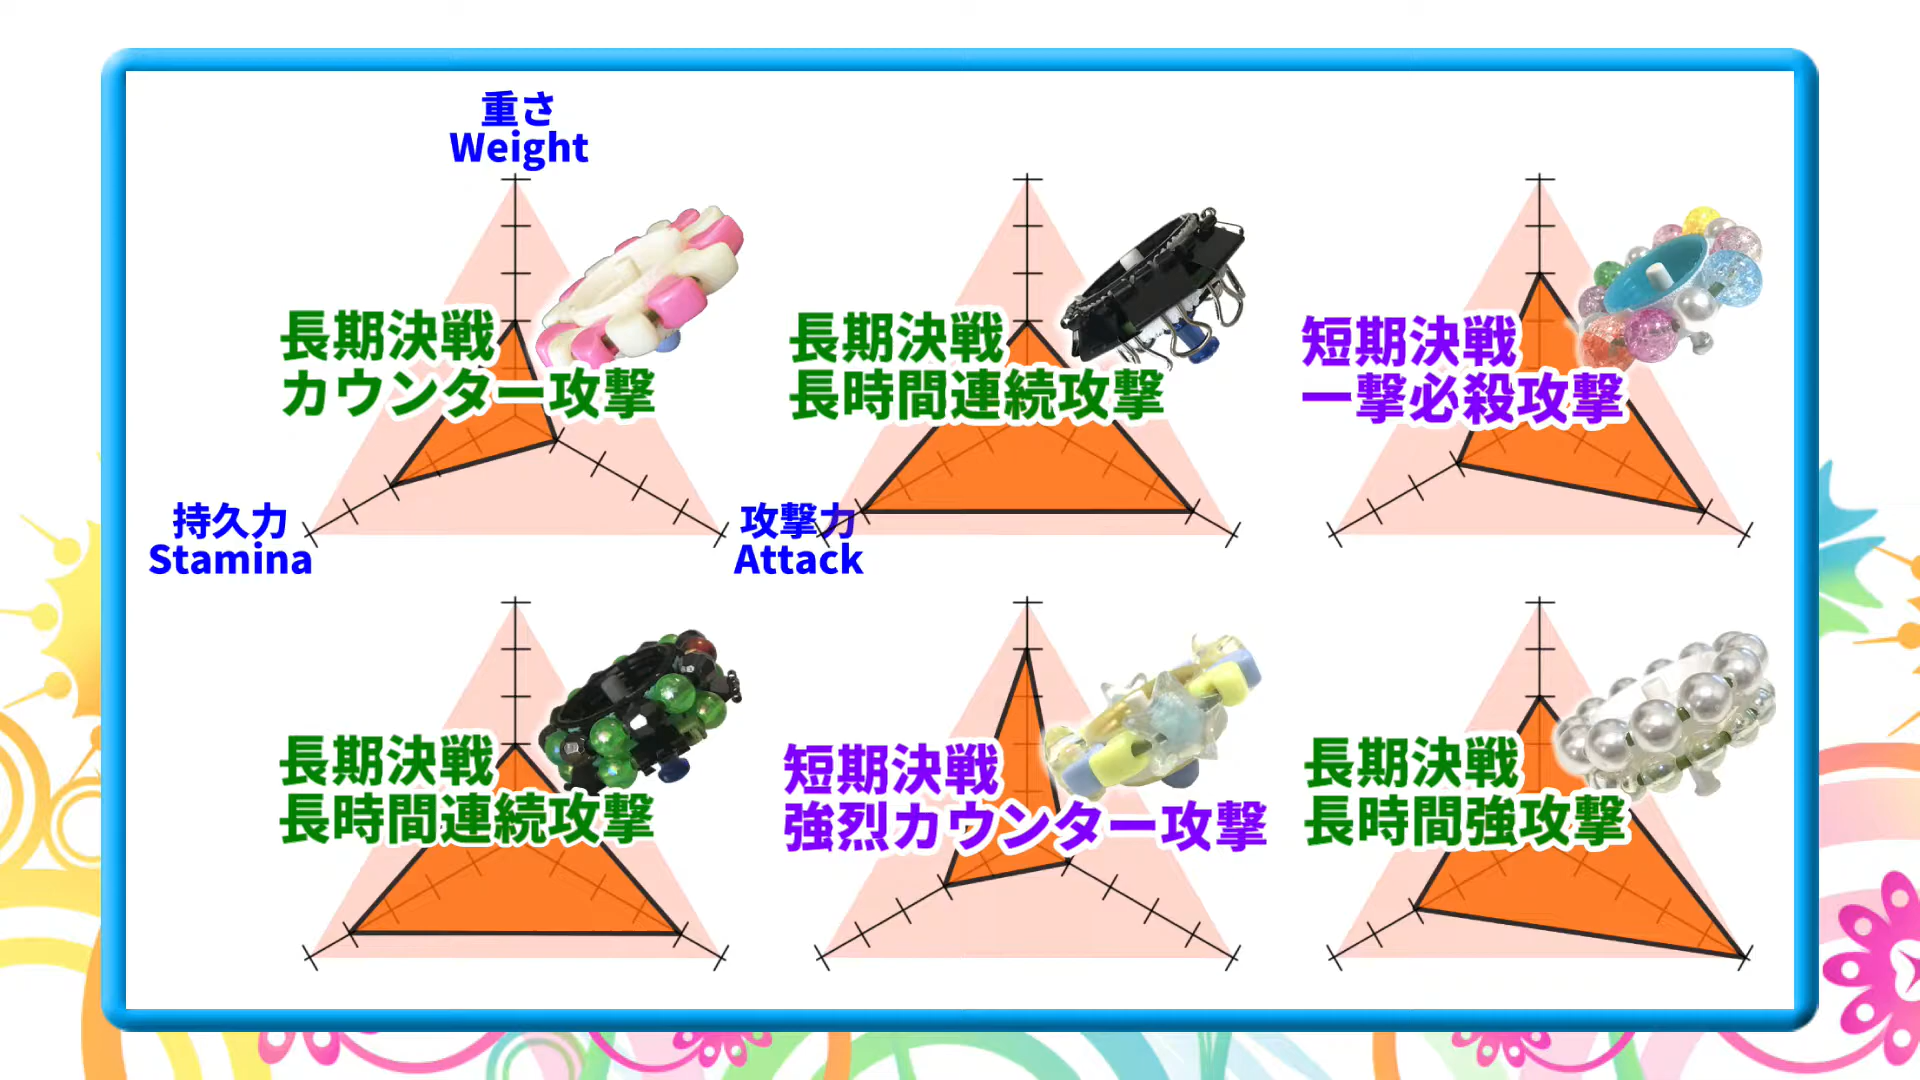 重さ
Weight
長期決戦
カウンター攻撃
長期決戦
長時間連続攻撃
短期決戦
一撃必殺攻撃
持久力
Stamina
攻撃力
Attack
長期決戦
長時間連続攻撃
短期決戦
強烈カウンター攻撃
長期決戦
長時間強攻撃